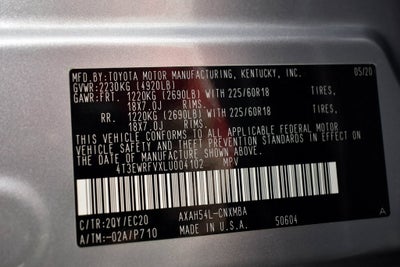 MFD.BY:TOYOTA MOTOR MANUFACTURING, KENTUCKY, INC. 05/20
GVWR:2230KG (4920LB)
GAWR:FRT. 1220KG (2690LB)WITH 225/60R18 TIRES,
18X7.0J RIMS.
RR. 1220KG (2690LB)WITH 225/60R18 TIRES,
18X7.0J RIMS.
THIS VEHICLE CONFORMS TO ALL APPLICABLE FEDERAL MOTOR
VEHICLE SAFETY AND THEFT PREVENTION STANDARDS IN EFFECT
ON THE DATE OF MANUFACTURE SHOWN ABOVE.
4T3EWRFVXLU004102 MPV
C/TR:2QY/EC20 AXAH54L-CNXMBA 50604
A/TM:-02A/P710 MADE IN U.S.A. A